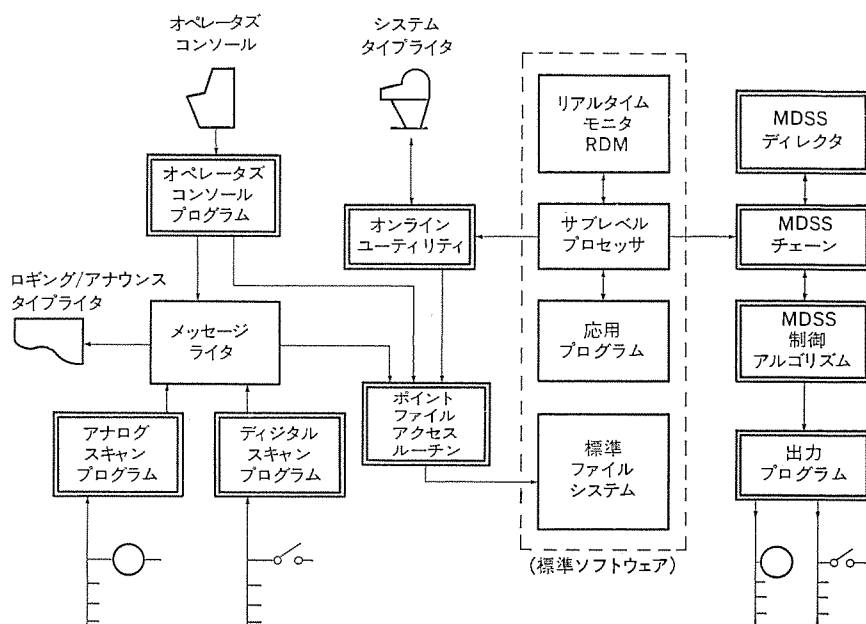 オペレータズ
コンソール
システム
タイプライタ
リアルタイム
モニタ
RDM
MDSS
ディレクタ
オペレータズ
コンソール
プログラム
オンライン
ユーティリティ
サブレベル
プロセッサ
MDSS
チェーン
ロギング/アナウンス
タイプライタ
メッセージ
ライタ
応用
プログラム
MDSS
制御
アルゴリズム
ポイント
ファイル
アクセス
ルーチン
アナログ
スキャン
プログラム
ディジタル
スキャン
プログラム
標準
ファイル
システム
出力
プログラム
(標準ソフトウェア)